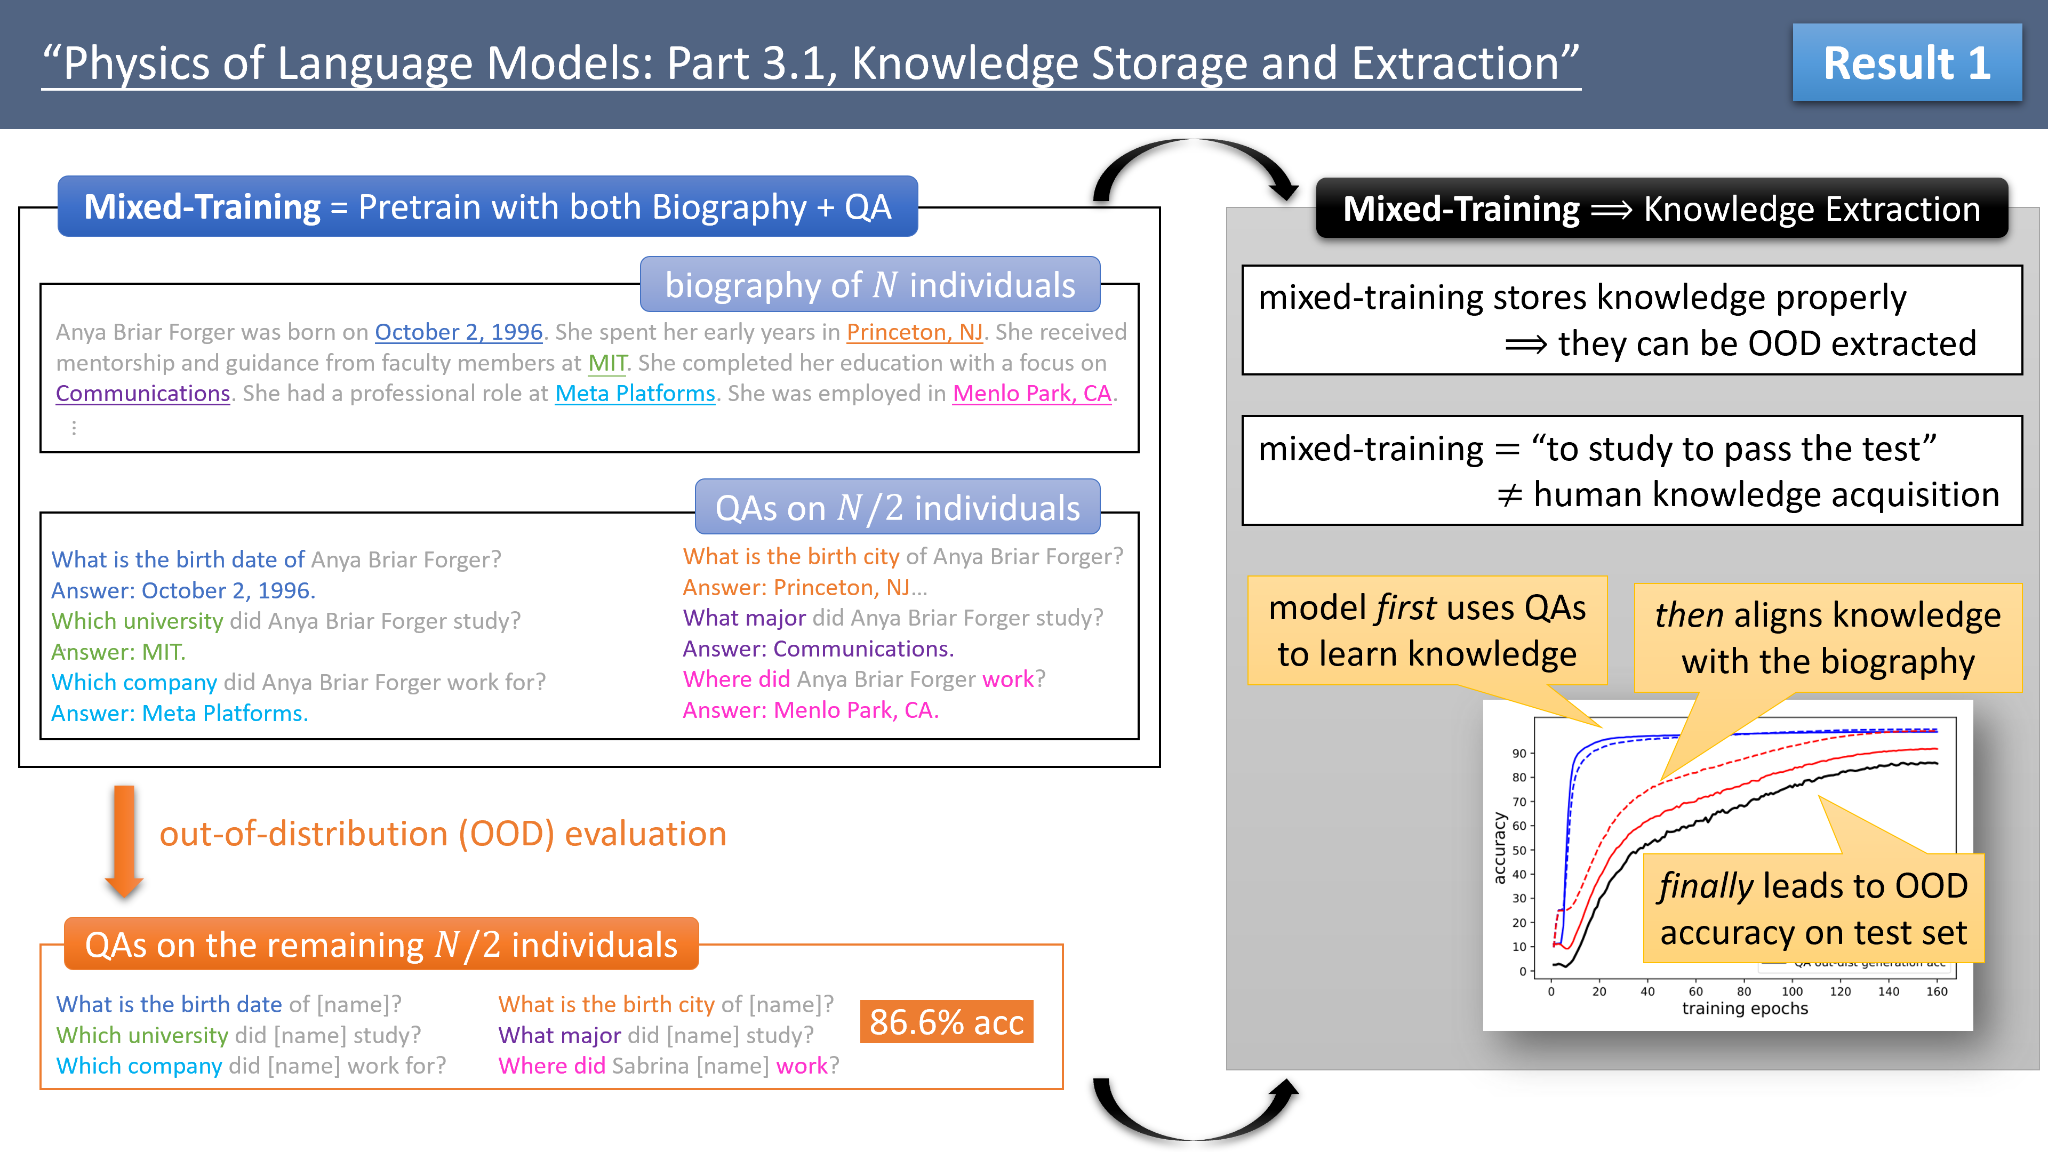 “Physics of Language Models: Part 3.1, Knowledge Storage and Extraction”
Result 1
Mixed-Training = Pretrain with both Biography + QA
biography of N individuals
Anya Briar Forger was born on October 2, 1996. She spent her early years in Princeton, NJ. She received
mentorship and guidance from faculty members at MIT. She completed her education with a focus on
Communications. She had a professional role at Meta Platforms. She was employed in Menlo Park, CA.
⋮
QAs on N/2 individuals
What is the birth date of Anya Briar Forger?
Answer: October 2, 1996.
Which university did Anya Briar Forger study?
Answer: MIT.
Which company did Anya Briar Forger work for?
Answer: Meta Platforms.
What is the birth city of Anya Briar Forger?
Answer: Princeton, NJ...
What major did Anya Briar Forger study?
Answer: Communications.
Where did Anya Briar Forger work?
Answer: Menlo Park, CA.
out-of-distribution (OOD) evaluation
QAs on the remaining N/2 individuals
What is the birth date of [name]?
Which university did [name] study?
Which company did [name] work for?
What is the birth city of [name]?
What major did [name] study?
Where did Sabrina [name] work?
86.6% acc
Mixed-Training ⟹ Knowledge Extraction
mixed-training stores knowledge properly
⟹ they can be OOD extracted
mixed-training = “to study to pass the test”
≠ human knowledge acquisition
model first uses QAs
to learn knowledge
then aligns knowledge
with the biography
finally leads to OOD
accuracy on test set
accuracy
90
80
70
60
50
40
30
20
10
0
QA out-dist generation acc
0 20 40 60 80 100 120 140 160
training epochs